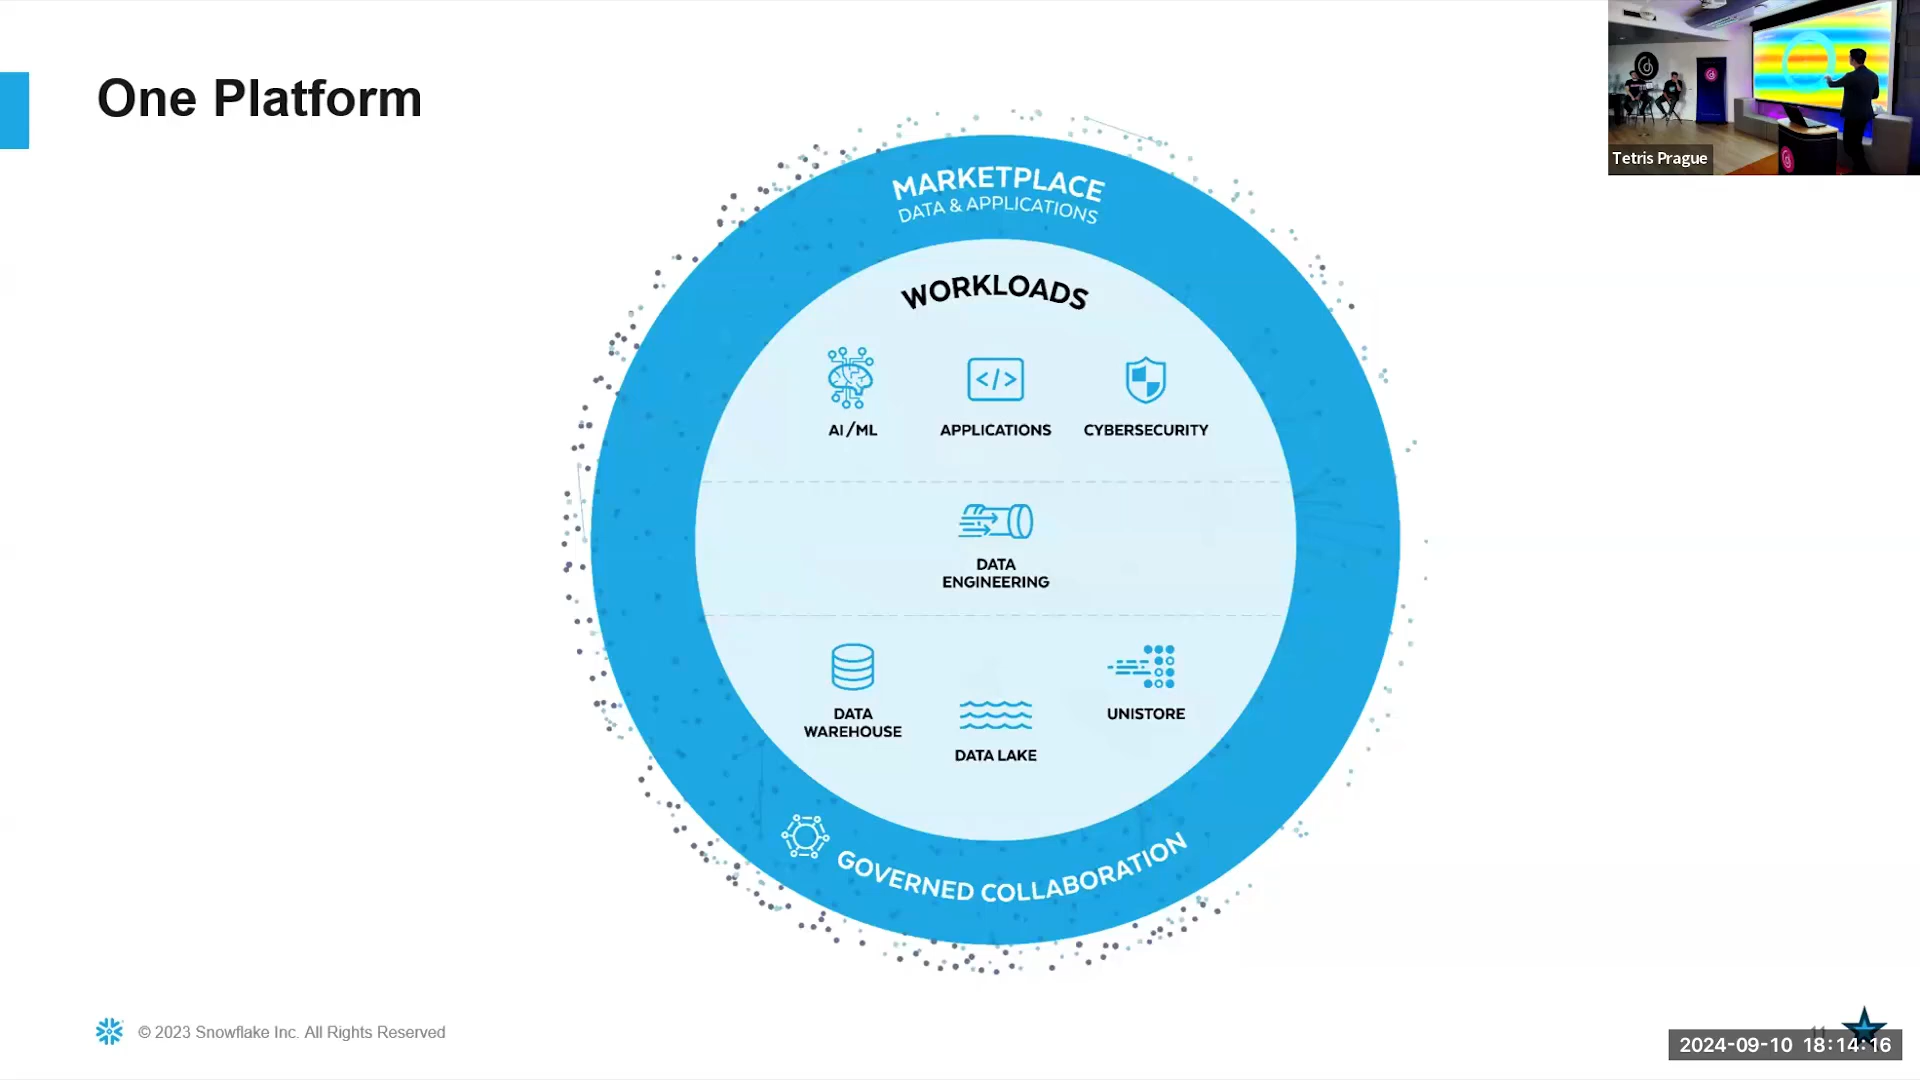 One Platform
Tetris Prague
MARKETPLACE
DATA & APPLICATIONS
WORKLOADS
AI/ML
APPLICATIONS
CYBERSECURITY
DATA
ENGINEERING
DATA
WAREHOUSE
DATA LAKE
UNISTORE
GOVERNED COLLABORATION
© 2023 Snowflake Inc. All Rights Reserved
11
2024-09-10 18:14:16